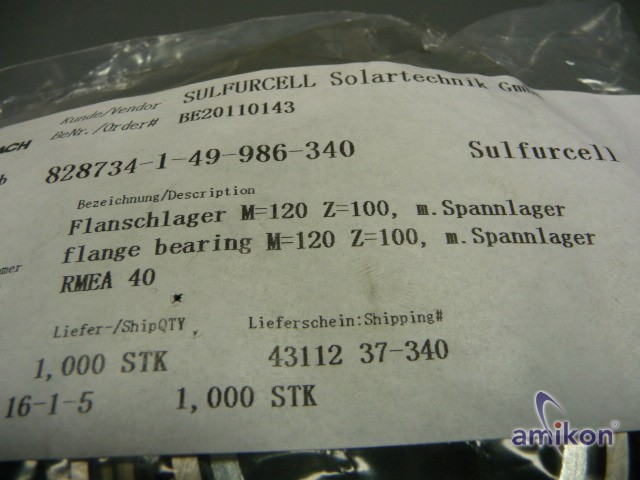 SULFURCELL Solartechnik Gm
Kunde/Vendor
BeNr./Order# BE20110143
ACH
828734-1-49-986-340 Sulfurcell
Bezeichnung/Description
Flanschlager M=120 Z=100, m.Spannlager
flange bearing M=120 Z=100, m.Spannlager
RMEA 40
mer
Liefer-/ShipQTY Lieferschein:Shipping#
1,000 STK 43112 37-340
16-1-5 1,000 STK
amikon